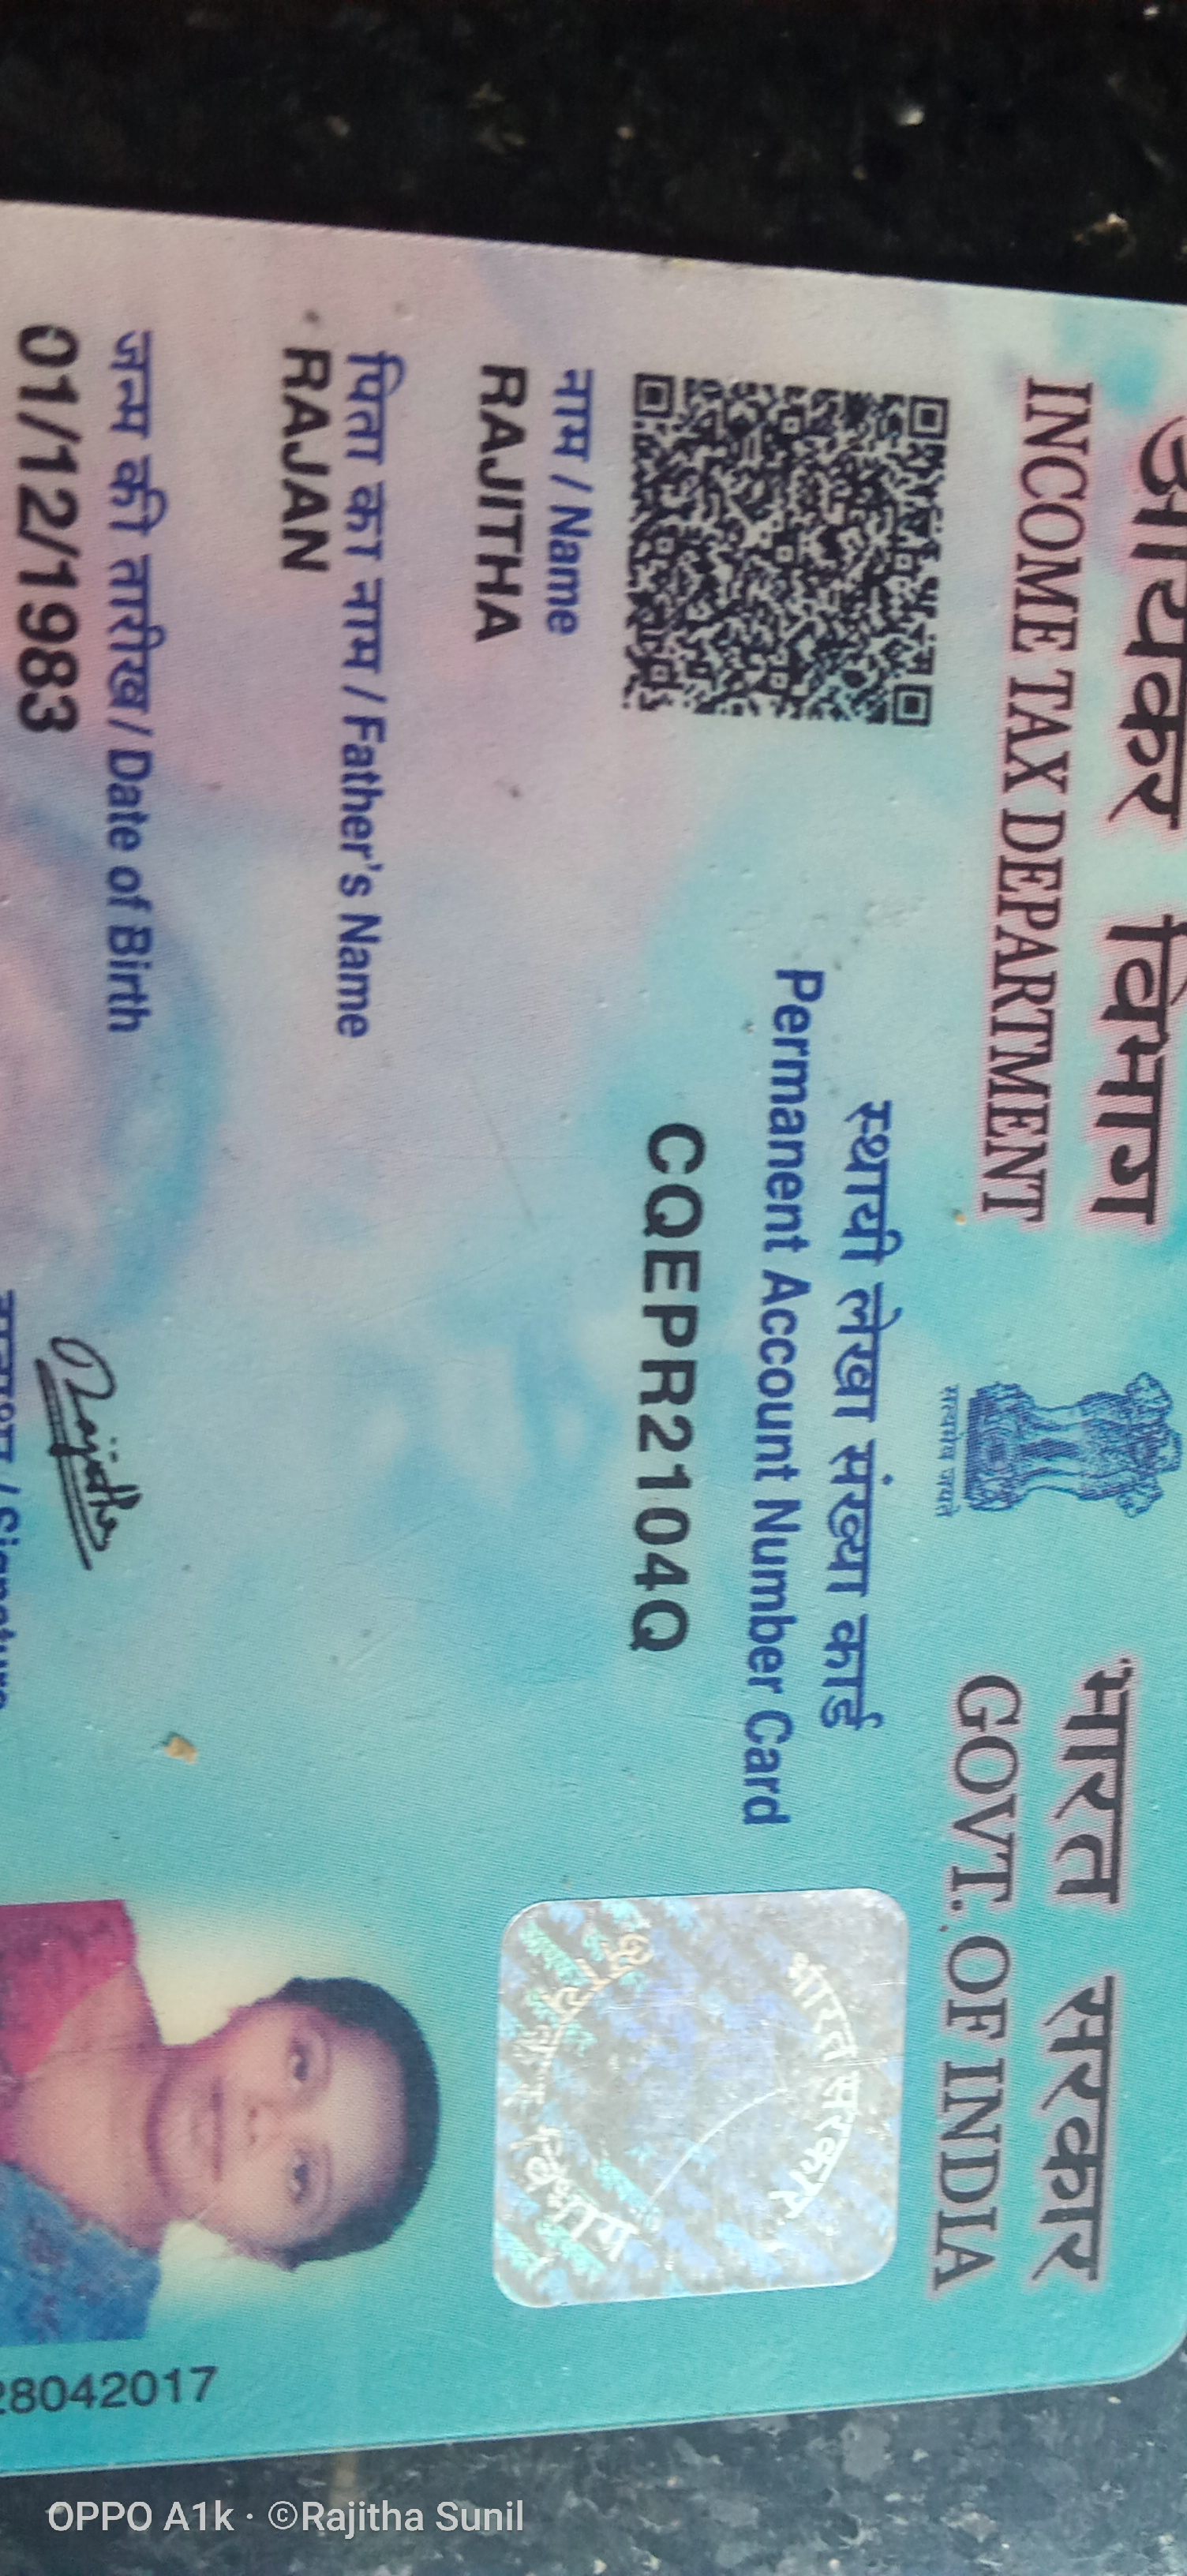 आयकर विभाग
INCOME TAX DEPARTMENT
सत्यमेव जयते
भारत सरकार
GOVT. OF INDIA
स्थायी लेखा संख्या कार्ड
Permanent Account Number Card
CQEPR2104Q
भारत सरकार
आयकर विभाग
नाम / Name
RAJITHA
पिता का नाम / Father's Name
RAJAN
जन्म की तारीख / Date of Birth
01/12/1983
Rajitha
/ Signature
28042017
OPPO A1k · ©Rajitha Sunil